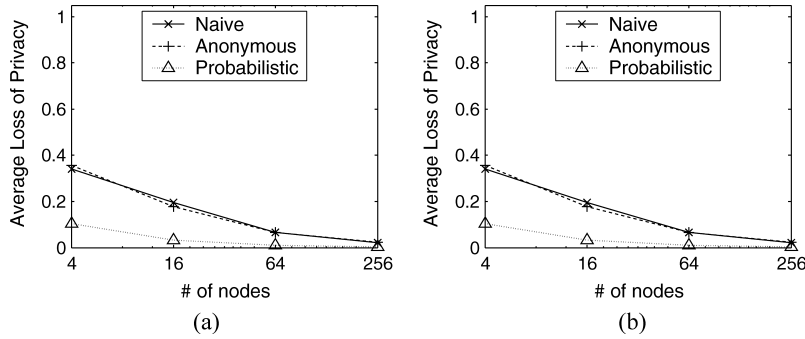 Average Loss of Privacy
1
0.8
0.6
0.4
0.2
0
Naive
Anonymous
Probabilistic
4 16 64 256
# of nodes
(a)
Average Loss of Privacy
1
0.8
0.6
0.4
0.2
0
Naive
Anonymous
Probabilistic
4 16 64 256
# of nodes
(b)